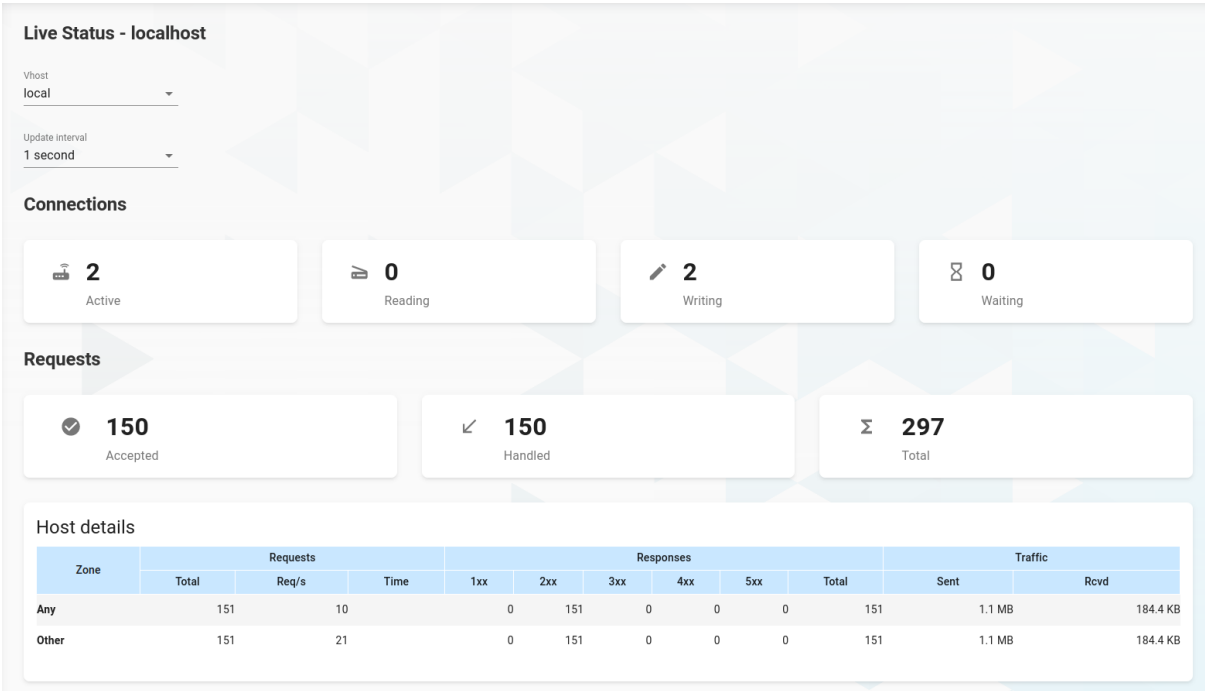 Live Status - localhost
Vhost
local
Update interval
1 second
Connections
2 0 2 0
Active Reading Writing Waiting
Requests
150 150 297
Accepted Handled Total
Host details
Zone Requests Responses Traffic
Total Req/s Time 1xx 2xx 3xx 4xx 5xx Total Sent Rcvd
Any 151 10 0 151 0 0 0 151 1.1 MB 184.4 KB
Other 151 21 0 151 0 0 0 151 1.1 MB 184.4 KB